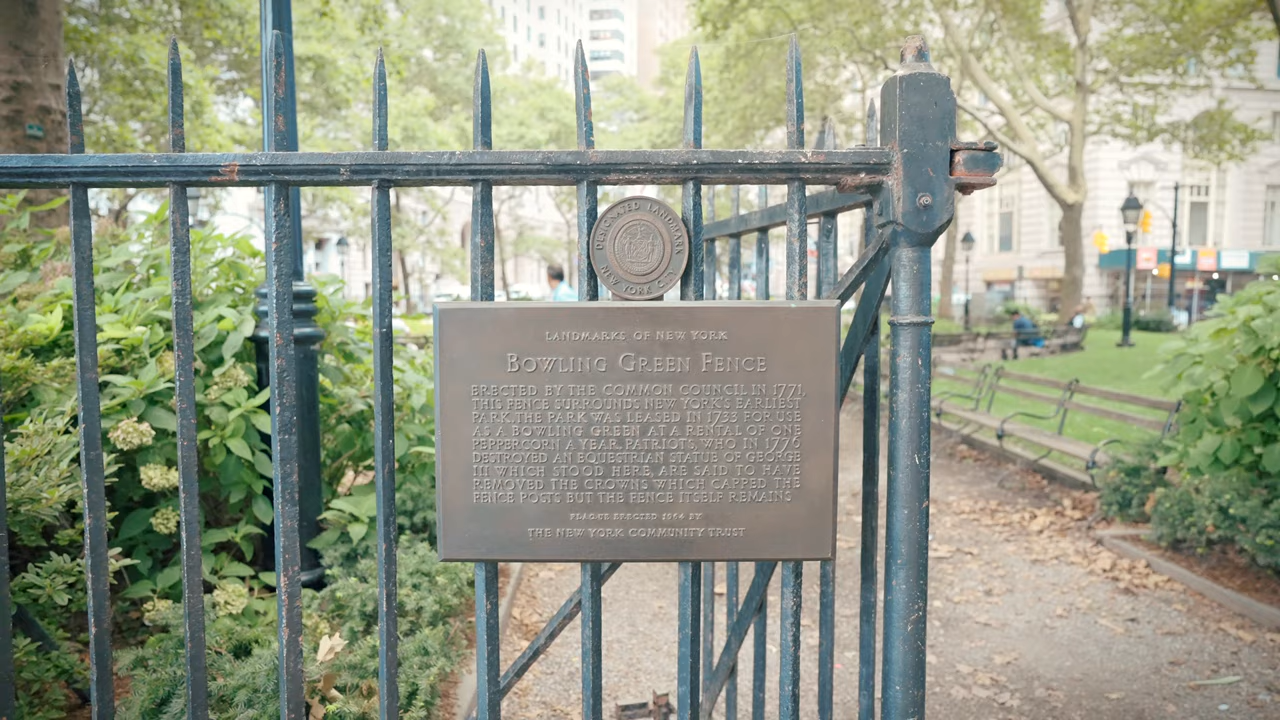 DESIGNATED LANDMARK
NEW YORK CITY
LANDMARKS OF NEW YORK
BOWLING GREEN FENCE
ERECTED BY THE COMMON COUNCIL IN 1771,
THIS FENCE SURROUNDS NEW YORK'S EARLIEST
PARK. THE PARK WAS LEASED IN 1733 FOR USE
AS A BOWLING GREEN AT A RENTAL OF ONE
PEPPERCORN A YEAR. PATRIOTS, WHO IN 1776
DESTROYED AN EQUESTRIAN STATUE OF GEORGE
III WHICH STOOD HERE, ARE SAID TO HAVE
REMOVED THE CROWNS WHICH CAPPED THE
FENCE POSTS BUT THE FENCE ITSELF REMAINS
PLAQUE ERECTED 1964 BY
THE NEW YORK COMMUNITY TRUST